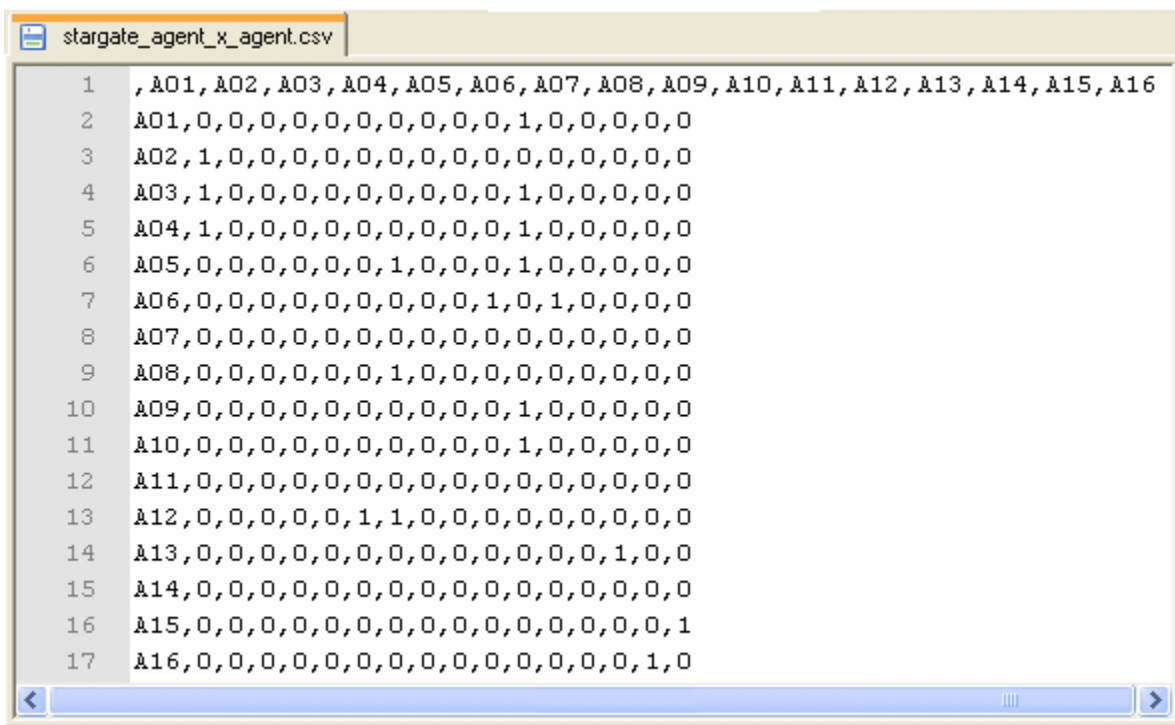 stargate_agent_x_agent.csv
1 ,A01,A02,A03,A04,A05,A06,A07,A08,A09,A10,A11,A12,A13,A14,A15,A16
2 A01,0,0,0,0,0,0,0,0,0,0,1,0,0,0,0,0
3 A02,1,0,0,0,0,0,0,0,0,0,0,0,0,0,0,0
4 A03,1,0,0,0,0,0,0,0,0,0,1,0,0,0,0,0
5 A04,1,0,0,0,0,0,0,0,0,0,1,0,0,0,0,0
6 A05,0,0,0,0,0,0,1,0,0,0,1,0,0,0,0,0
7 A06,0,0,0,0,0,0,0,0,0,1,0,1,0,0,0,0
8 A07,0,0,0,0,0,0,0,0,0,0,0,0,0,0,0,0
9 A08,0,0,0,0,0,0,1,0,0,0,0,0,0,0,0,0
10 A09,0,0,0,0,0,0,0,0,0,0,1,0,0,0,0,0
11 A10,0,0,0,0,0,0,0,0,0,0,1,0,0,0,0,0
12 A11,0,0,0,0,0,0,0,0,0,0,0,0,0,0,0,0
13 A12,0,0,0,0,0,1,1,0,0,0,0,0,0,0,0,0
14 A13,0,0,0,0,0,0,0,0,0,0,0,0,0,1,0,0
15 A14,0,0,0,0,0,0,0,0,0,0,0,0,0,0,0,0
16 A15,0,0,0,0,0,0,0,0,0,0,0,0,0,0,0,1
17 A16,0,0,0,0,0,0,0,0,0,0,0,0,0,0,1,0